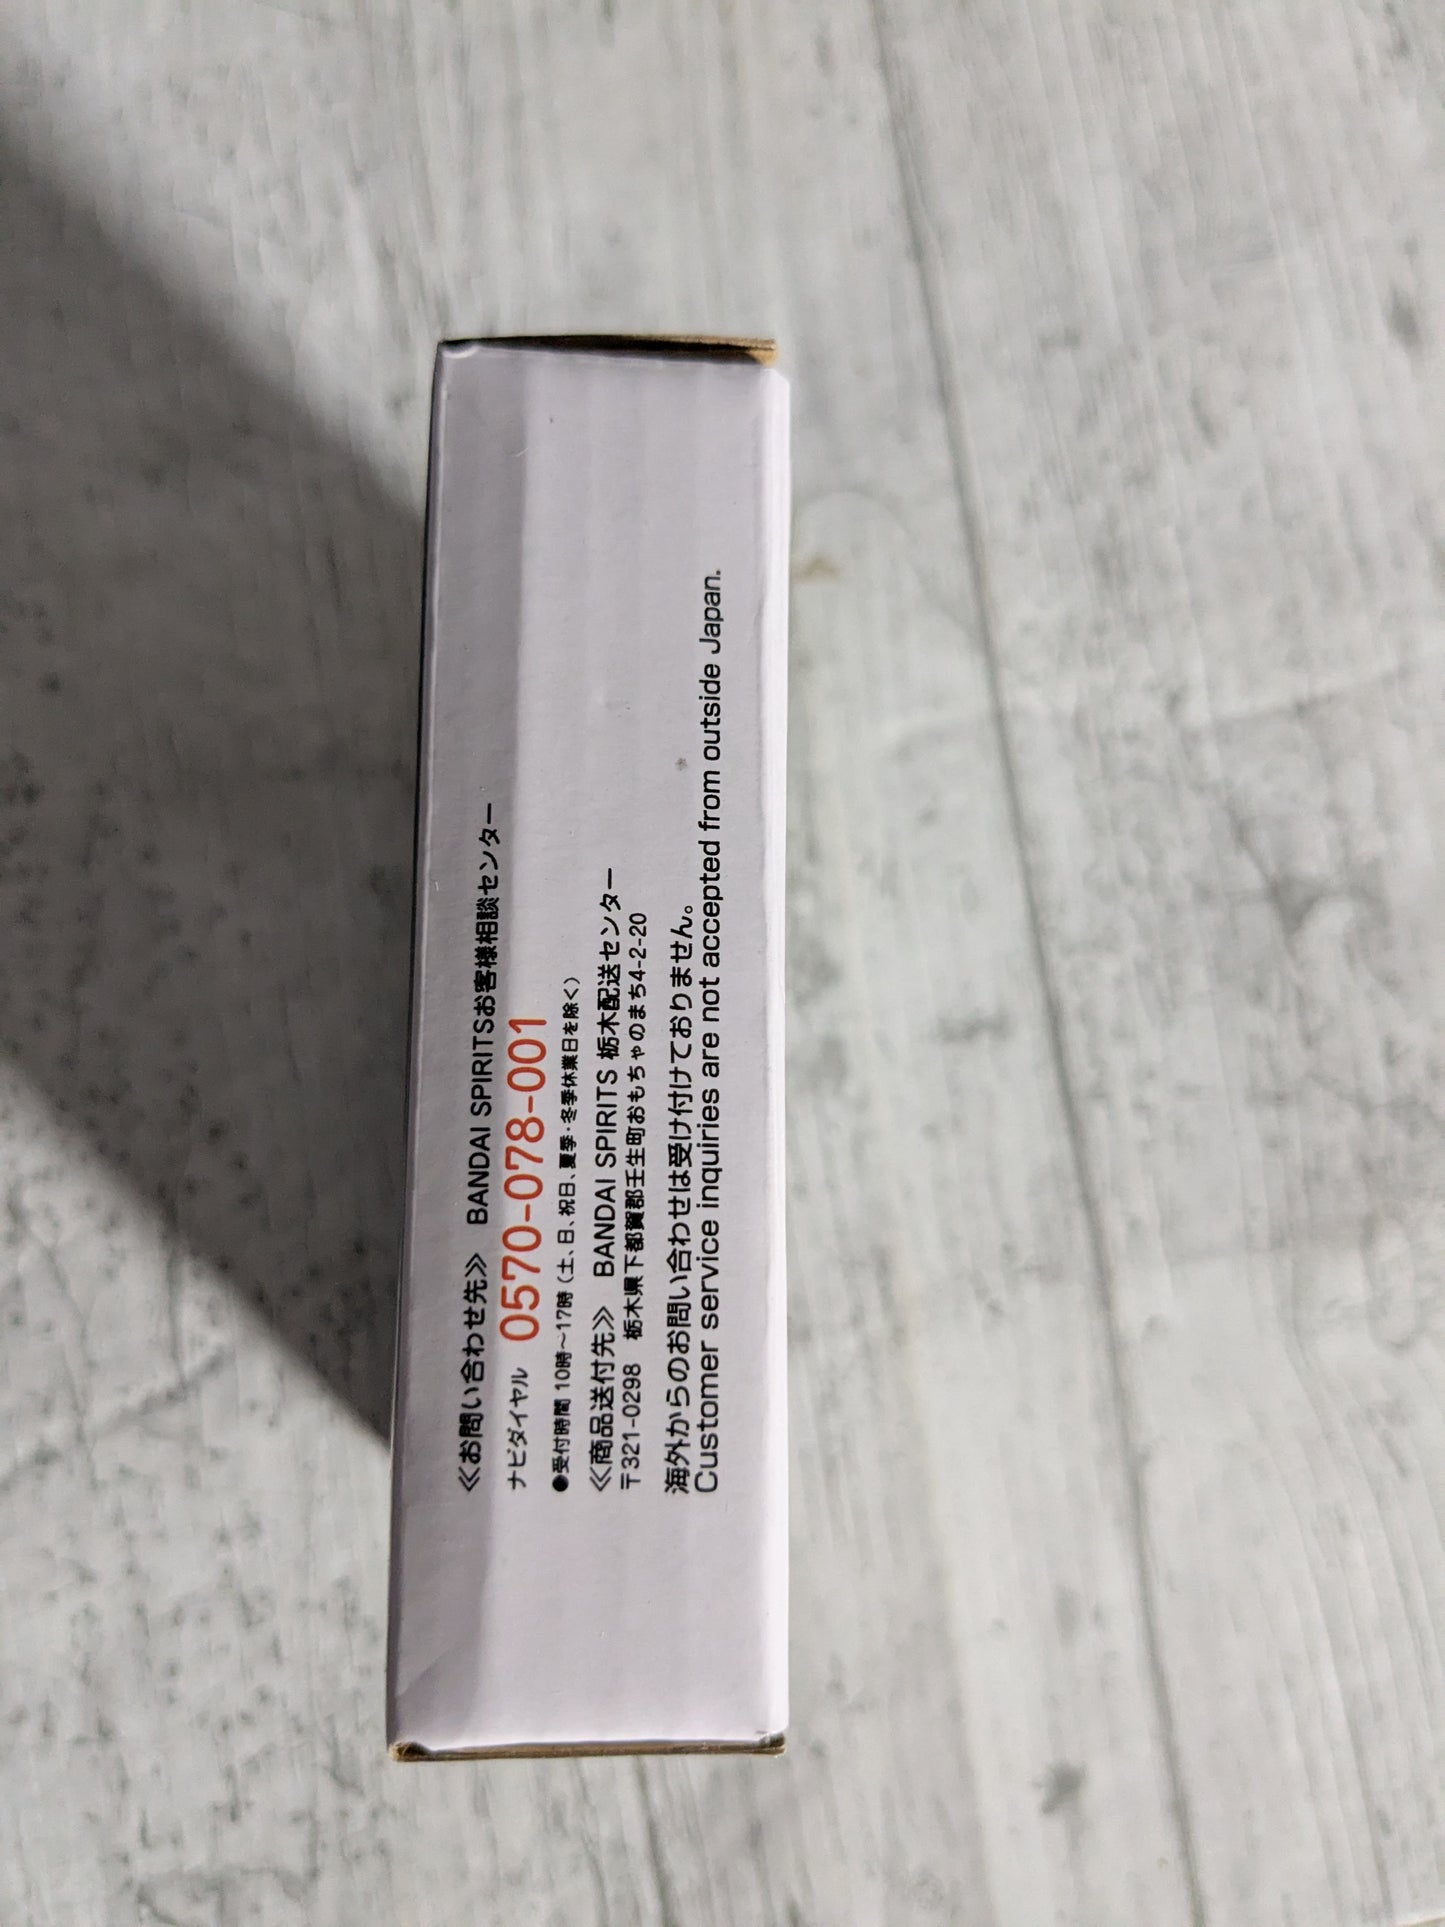 ≪お問い合わせ先≫ BANDAI SPIRITSお客様相談センター
ナビダイヤル 0570-078-001
●受付時間 10時～17時（土、日、祝日、夏季・冬季休業日を除く）
≪商品送付先≫ BANDAI SPIRITS 栃木配送センター
〒321-0298 栃木県下都賀郡壬生町おもちゃのまち4-2-20
海外からのお問い合わせは受け付けておりません。
Customer service inquiries are not accepted from outside Japan.